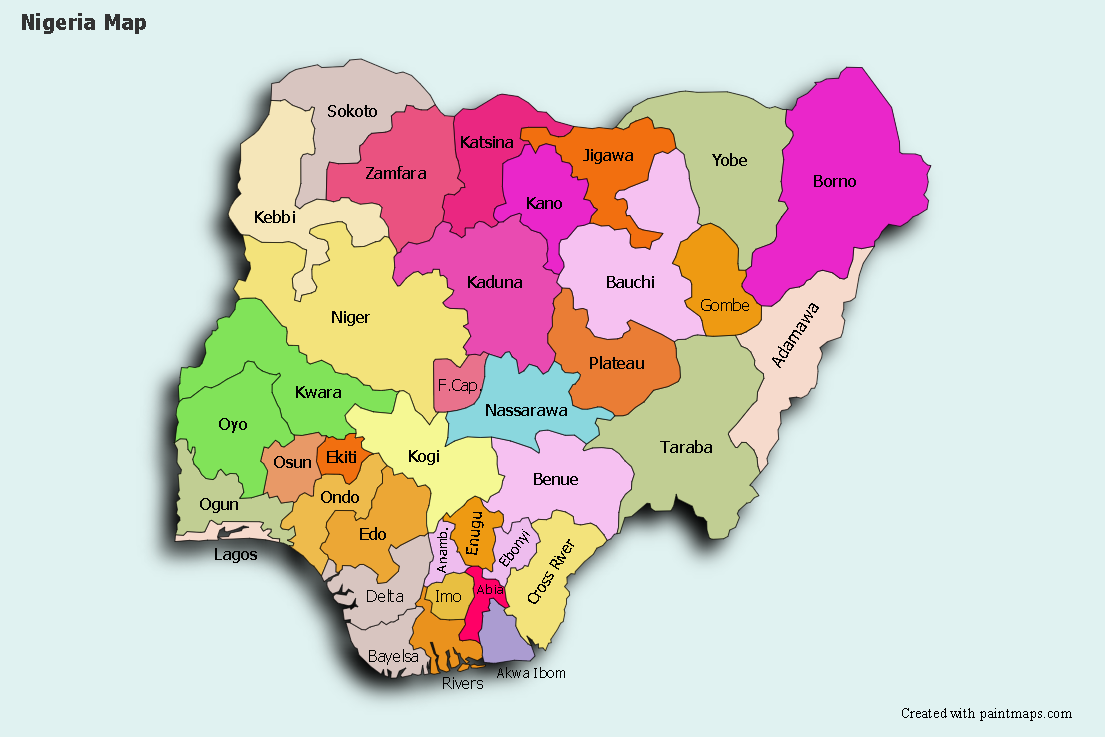 Nigeria Map
Sokoto
Katsina
Jigawa
Yobe
Borno
Zamfara
Kano
Kebbi
Kaduna
Bauchi
Gombe
Niger
Adamawa
Plateau
F.Cap.
Kwara
Nassarawa
Oyo
Taraba
Kogi
Osun
Ekiti
Benue
Ondo
Ogun
Edo
Enugu
Anamb.
Ebonyi
Lagos
Cross River
Delta
Imo
Abia
Bayelsa
Akwa Ibom
Rivers
Created with paintmaps.com